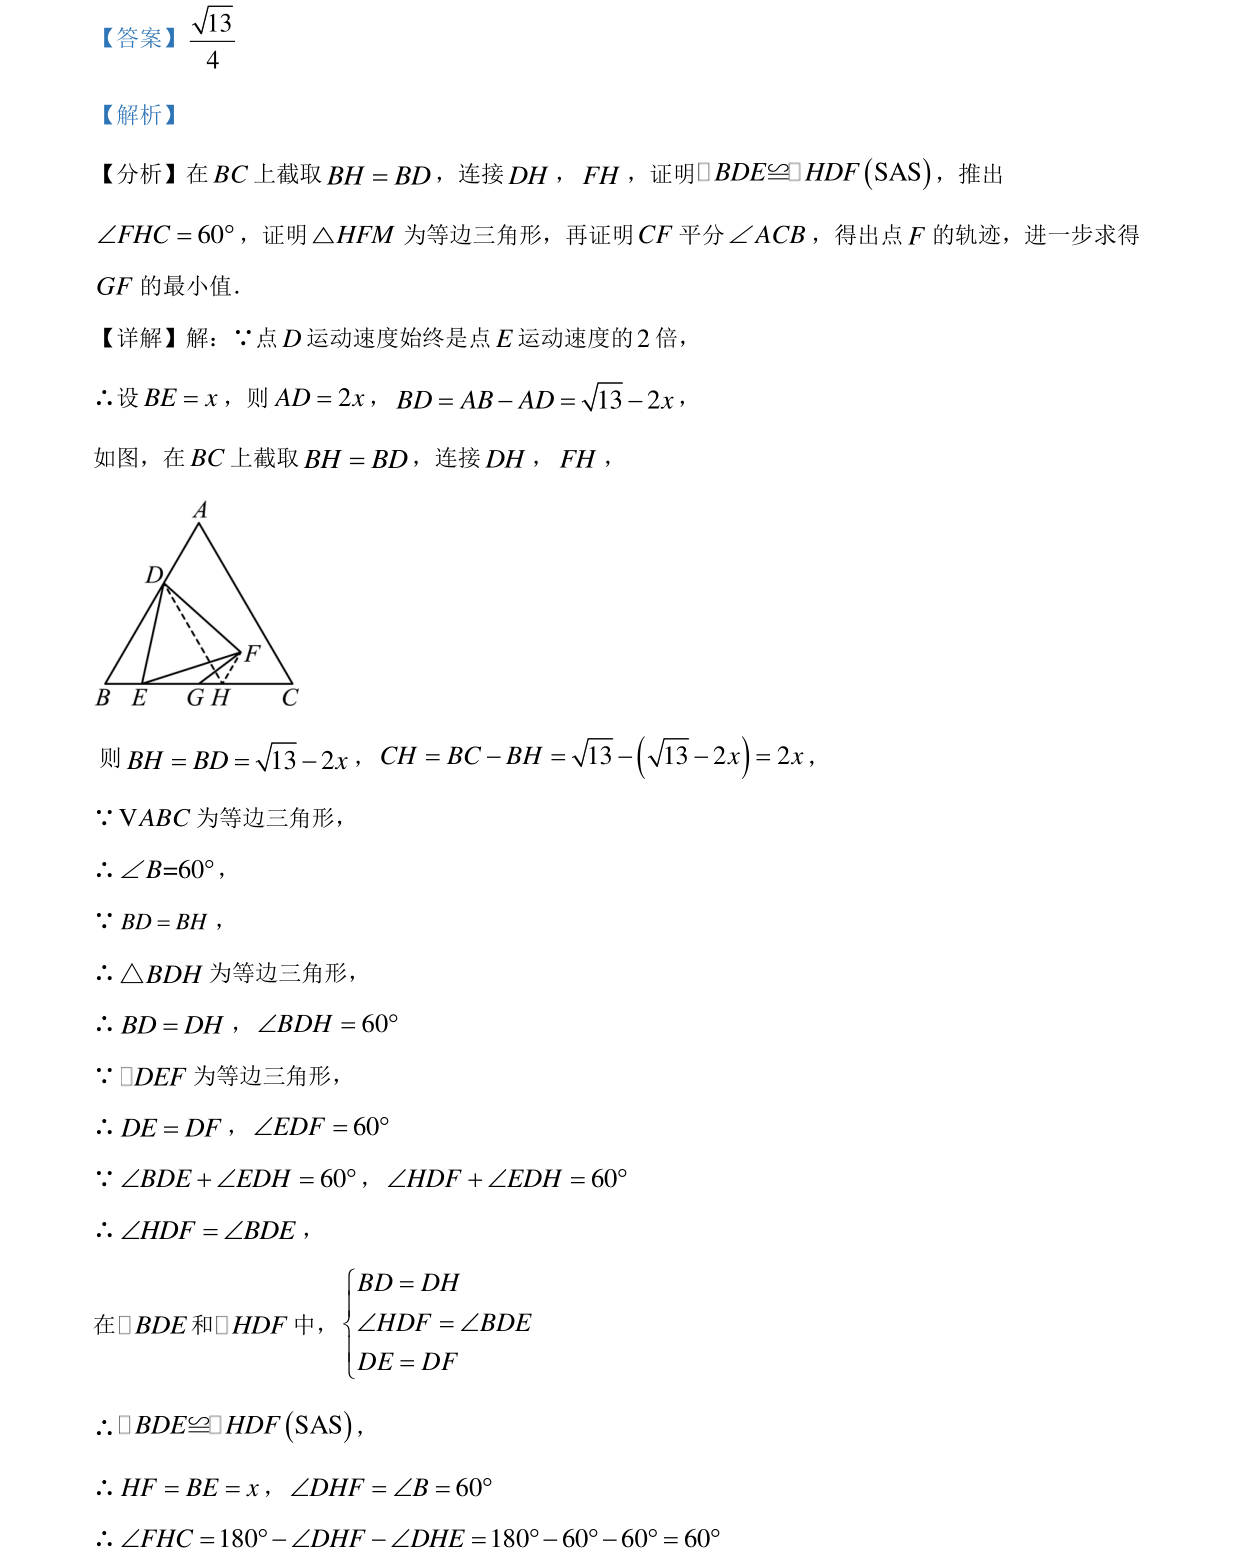 【答案】√13/4
【解析】
【分析】在BC上截取BH=BD，连接DH，FH，证明□BDE≌□HDF(SAS)，推出
∠FHC=60°，证明△HFM为等边三角形，再证明CF平分∠ACB，得出点F的轨迹，进一步求得
GF的最小值．
【详解】解：∵点D运动速度始终是点E运动速度的2倍，
∴设BE=x，则AD=2x，BD=AB−AD=√13−2x，
如图，在BC上截取BH=BD，连接DH，FH，
A
D
F
B E G H C
则BH=BD=√13−2x，CH=BC−BH=√13−(√13−2x)=2x，
∵VABC为等边三角形，
∴∠B=60°，
∵BD=BH，
∴△BDH为等边三角形，
∴BD=DH，∠BDH=60°
∵□DEF为等边三角形，
∴DE=DF，∠EDF=60°
∵∠BDE+∠EDH=60°，∠HDF+∠EDH=60°
∴∠HDF=∠BDE，
BD=DH
在□BDE和□HDF中，{∠HDF=∠BDE
DE=DF
∴□BDE≌□HDF(SAS)，
∴HF=BE=x，∠DHF=∠B=60°
∴∠FHC=180°−∠DHF−∠DHE=180°−60°−60°=60°